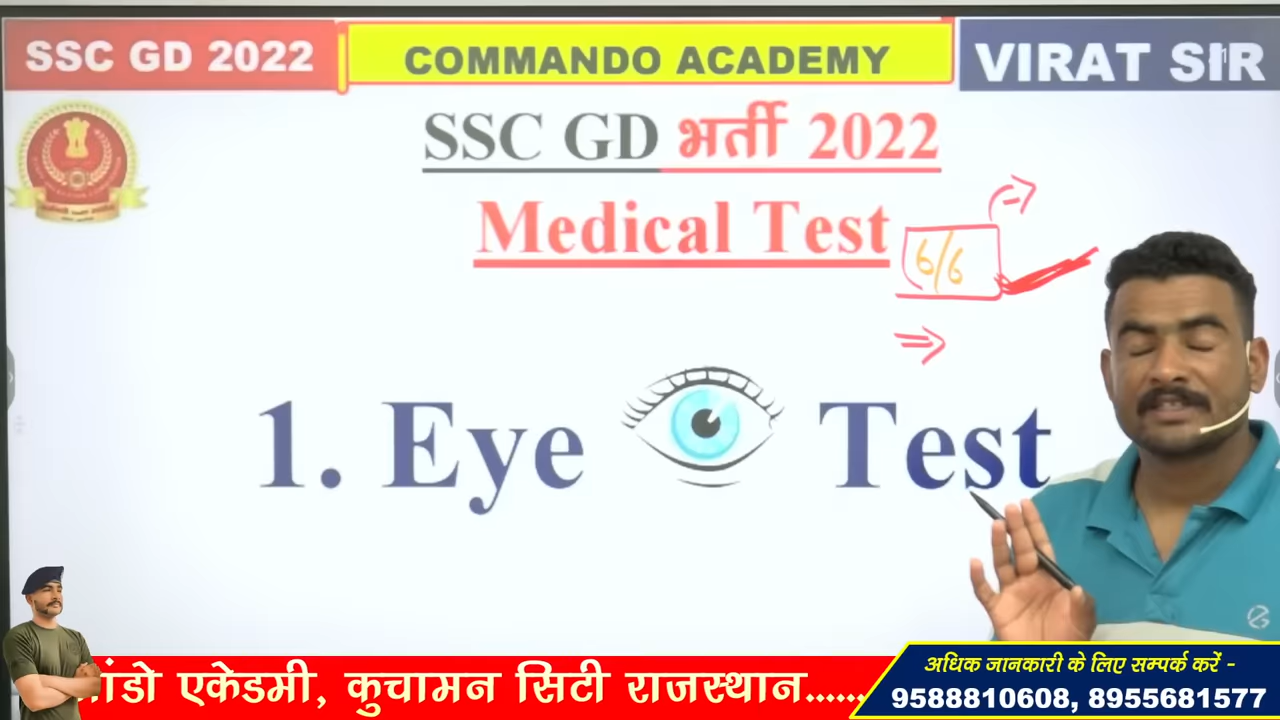 SSC GD 2022
COMMANDO ACADEMY
VIRAT SIR
SSC GD भर्ती 2022
Medical Test
6/6
1. Eye Test
ांडो एकेडमी, कुचामन सिटी राजस्थान......
अधिक जानकारी के लिए सम्पर्क करें -
9588810608, 8955681577